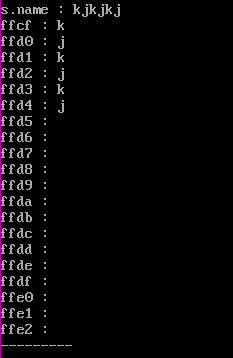 s.name : kjkjkj
ffcf : k
ffd0 : j
ffd1 : k
ffd2 : j
ffd3 : k
ffd4 : j
ffd5 :
ffd6 :
ffd7 :
ffd8 :
ffd9 :
ffda :
ffdb :
ffdc :
ffdd :
ffde :
ffdf :
ffe0 :
ffe1 :
ffe2 :
---------